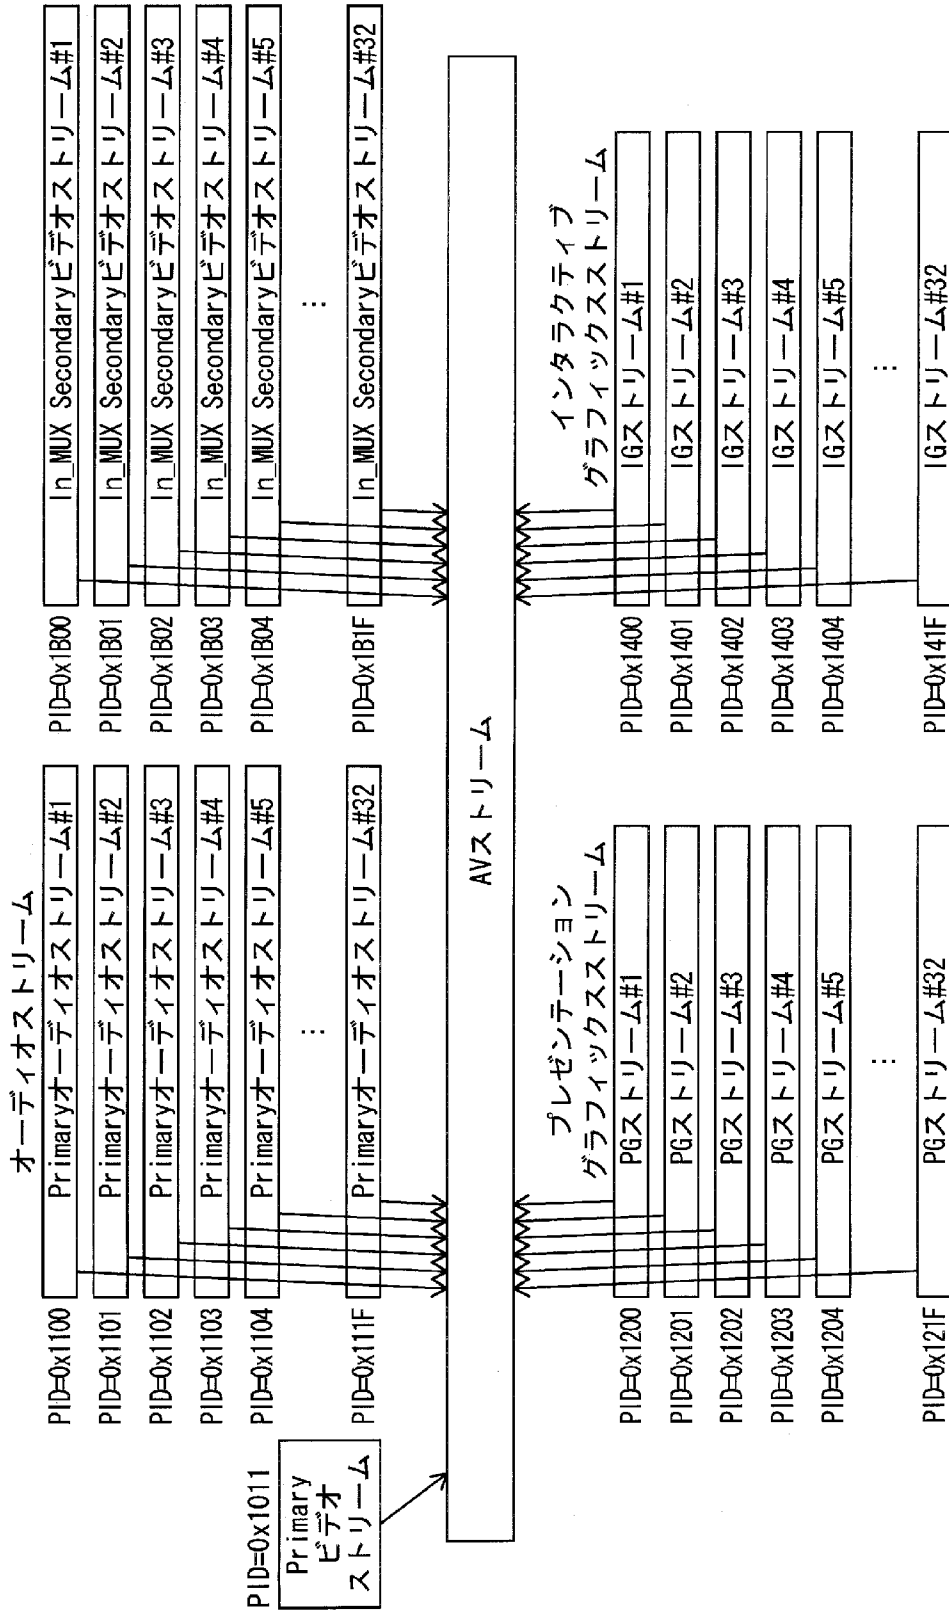 オーディオストリーム
PID=0x1100 Primaryオーディオストリーム#1
PID=0x1101 Primaryオーディオストリーム#2
PID=0x1102 Primaryオーディオストリーム#3
PID=0x1103 Primaryオーディオストリーム#4
PID=0x1104 Primaryオーディオストリーム#5
⋮
PID=0x111F Primaryオーディオストリーム#32
PID=0x1B00 In_MUX Secondaryビデオストリーム#1
PID=0x1B01 In_MUX Secondaryビデオストリーム#2
PID=0x1B02 In_MUX Secondaryビデオストリーム#3
PID=0x1B03 In_MUX Secondaryビデオストリーム#4
PID=0x1B04 In_MUX Secondaryビデオストリーム#5
⋮
PID=0x1B1F In_MUX Secondaryビデオストリーム#32
PID=0x1011
Primary
ビデオ
ストリーム
AVストリーム
プレゼンテーション
グラフィックスストリーム
PID=0x1200 PGストリーム#1
PID=0x1201 PGストリーム#2
PID=0x1202 PGストリーム#3
PID=0x1203 PGストリーム#4
PID=0x1204 PGストリーム#5
⋮
PID=0x121F PGストリーム#32
インタラクティブ
グラフィックスストリーム
PID=0x1400 IGストリーム#1
PID=0x1401 IGストリーム#2
PID=0x1402 IGストリーム#3
PID=0x1403 IGストリーム#4
PID=0x1404 IGストリーム#5
⋮
PID=0x141F IGストリーム#32